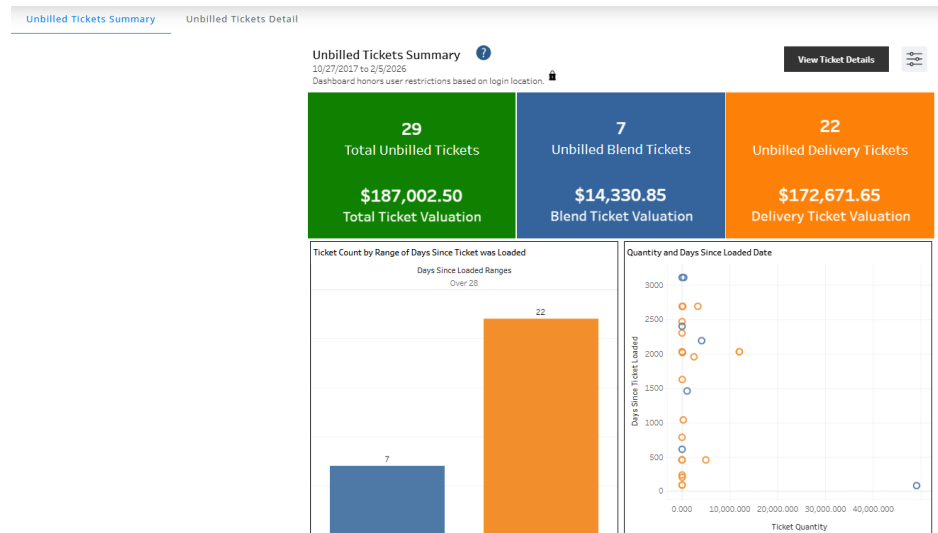 Unbilled Tickets Summary
Unbilled Tickets Detail
Unbilled Tickets Summary ?
10/27/2017 to 2/5/2026
Dashboard honors user restrictions based on login location.
View Ticket Details
29
Total Unbilled Tickets
$187,002.50
Total Ticket Valuation
7
Unbilled Blend Tickets
$14,330.85
Blend Ticket Valuation
22
Unbilled Delivery Tickets
$172,671.65
Delivery Ticket Valuation
Ticket Count by Range of Days Since Ticket was Loaded
Days Since Loaded Ranges
Over 28
22
7
Quantity and Days Since Loaded Date
Days Since Ticket Loaded
3000
2500
2000
1500
1000
500
0
0.000 10,000.000 20,000.000 30,000.000 40,000.000
Ticket Quantity